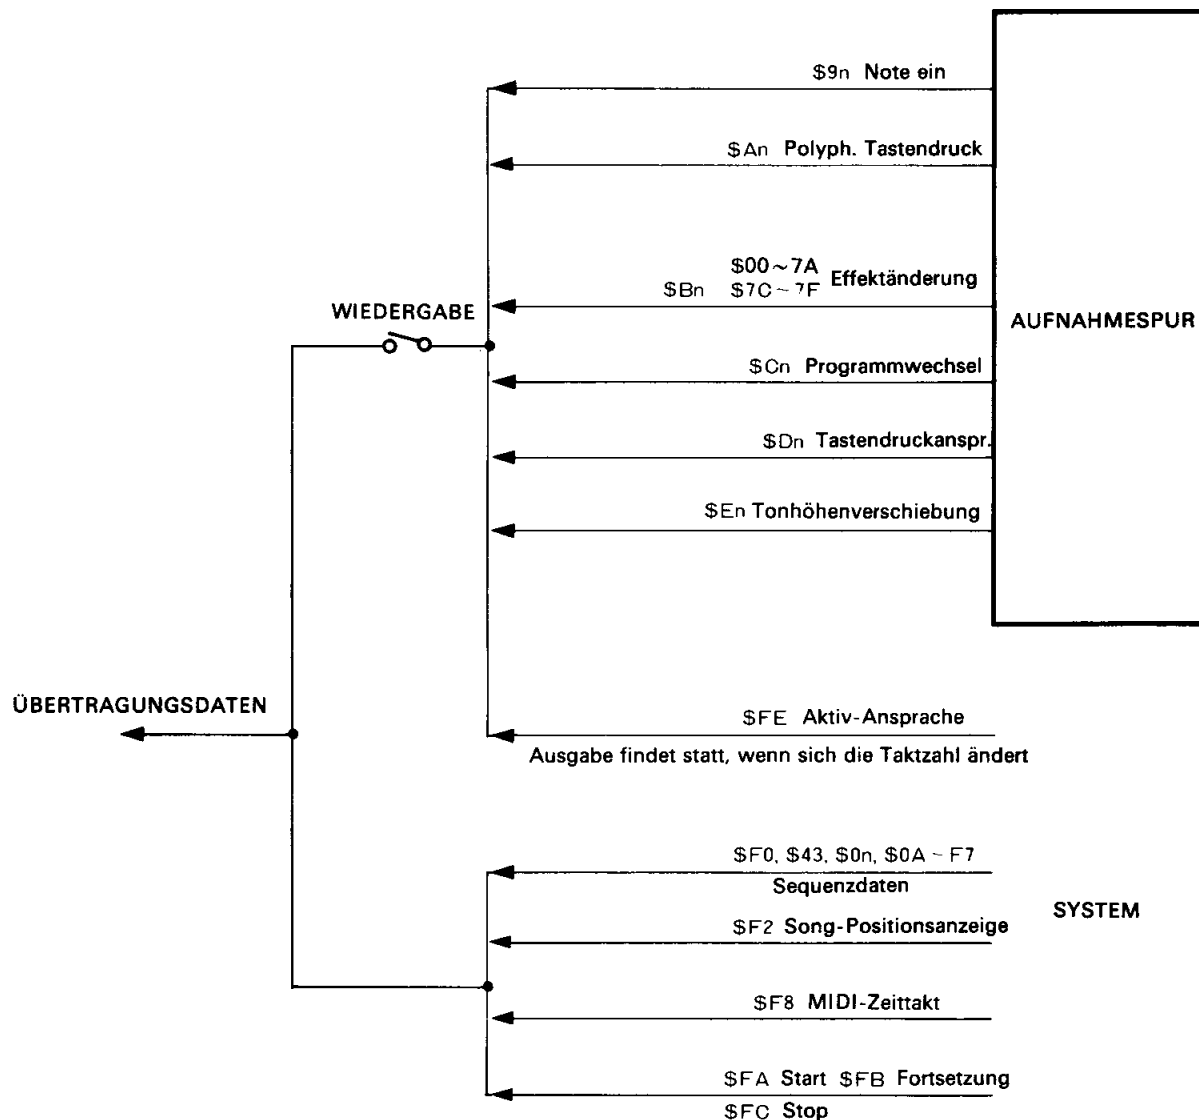 $9n Note ein
$An Polyph. Tastendruck
$00~7A
$Bn $7C~7F Effektänderung
WIEDERGABE
AUFNAHMESPUR
$Cn Programmwechsel
$Dn Tastendruckanspr.
$En Tonhöhenverschiebung
ÜBERTRAGUNGSDATEN
$FE Aktiv-Ansprache
Ausgabe findet statt, wenn sich die Taktzahl ändert
$F0, $43, $0n, $0A~F7
Sequenzdaten
SYSTEM
$F2 Song-Positionsanzeige
$F8 MIDI-Zeittakt
$FA Start $FB Fortsetzung
$FC Stop